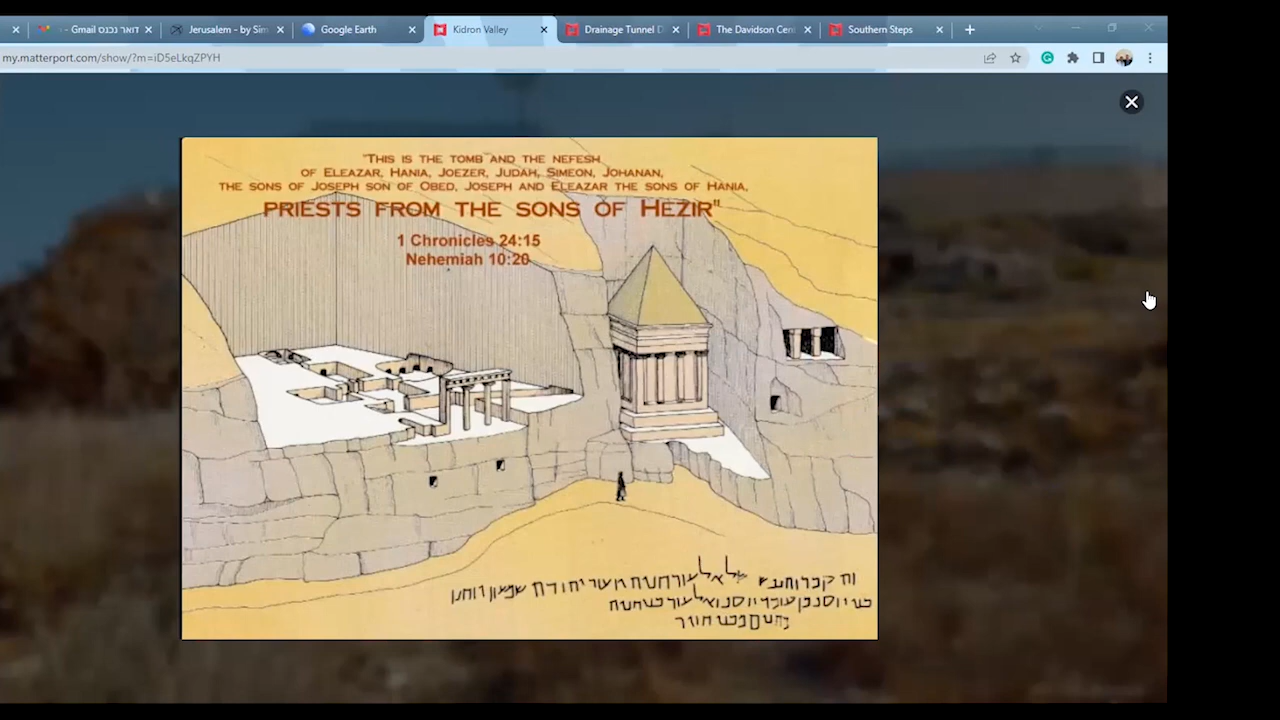 Gmail - דואר נכנס
Jerusalem - by Sim
Google Earth
Kidron Valley
Drainage Tunnel D
The Davidson Cen
Southern Steps
my.matterport.com/show/?m=iD5eLkqZPYH
"THIS IS THE TOMB AND THE NEFESH
OF ELEAZAR, HANIA, JOEZER, JUDAH, SIMEON, JOHANAN,
THE SONS OF JOSEPH SON OF OBED, JOSEPH AND ELEAZAR THE SONS OF HANIA,
PRIESTS FROM THE SONS OF HEZIR"
1 Chronicles 24:15
Nehemiah 10:20